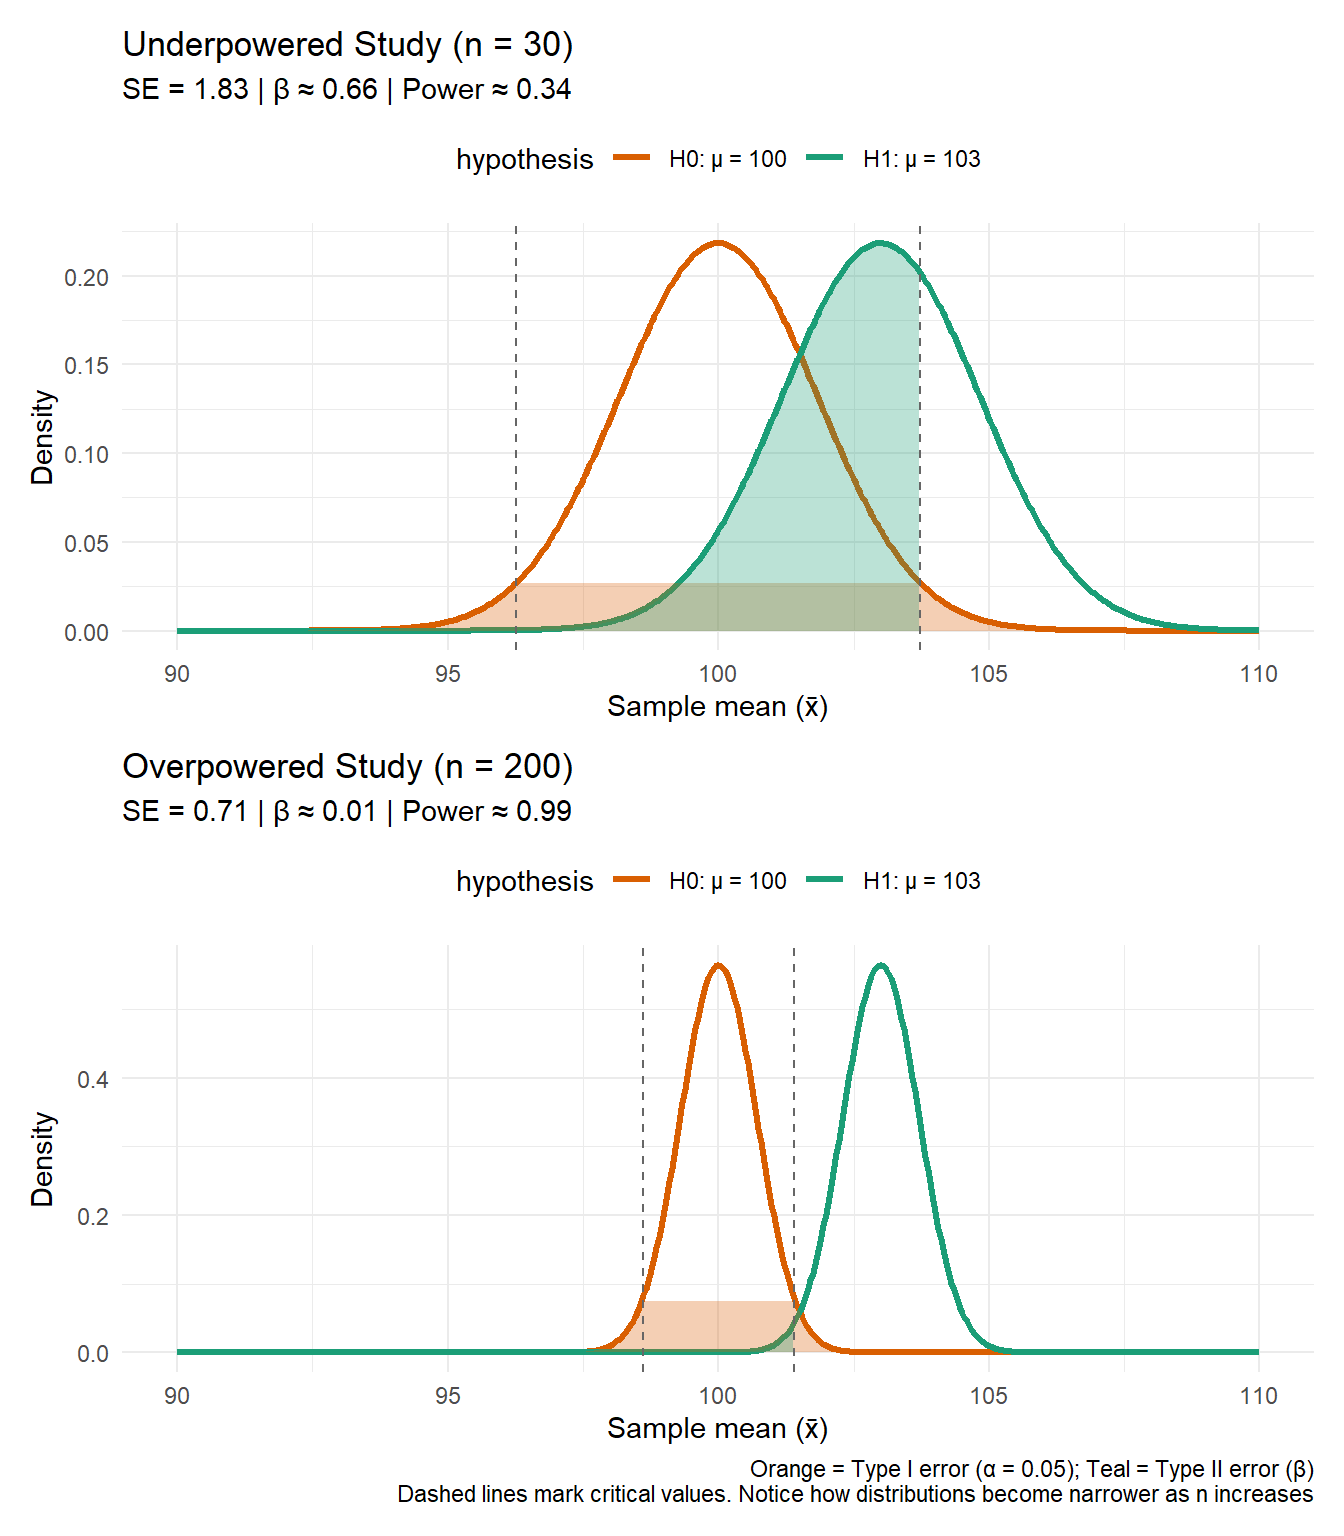 Underpowered Study (n = 30)
SE = 1.83 | β ≈ 0.66 | Power ≈ 0.34
hypothesis H0: µ = 100 H1: µ = 103
Density
0.20
0.15
0.10
0.05
0.00
90 95 100 105 110
Sample mean (x̄)
Overpowered Study (n = 200)
SE = 0.71 | β ≈ 0.01 | Power ≈ 0.99
hypothesis H0: µ = 100 H1: µ = 103
Density
0.4
0.2
0.0
90 95 100 105 110
Sample mean (x̄)
Orange = Type I error (α = 0.05); Teal = Type II error (β)
Dashed lines mark critical values. Notice how distributions become narrower as n increases